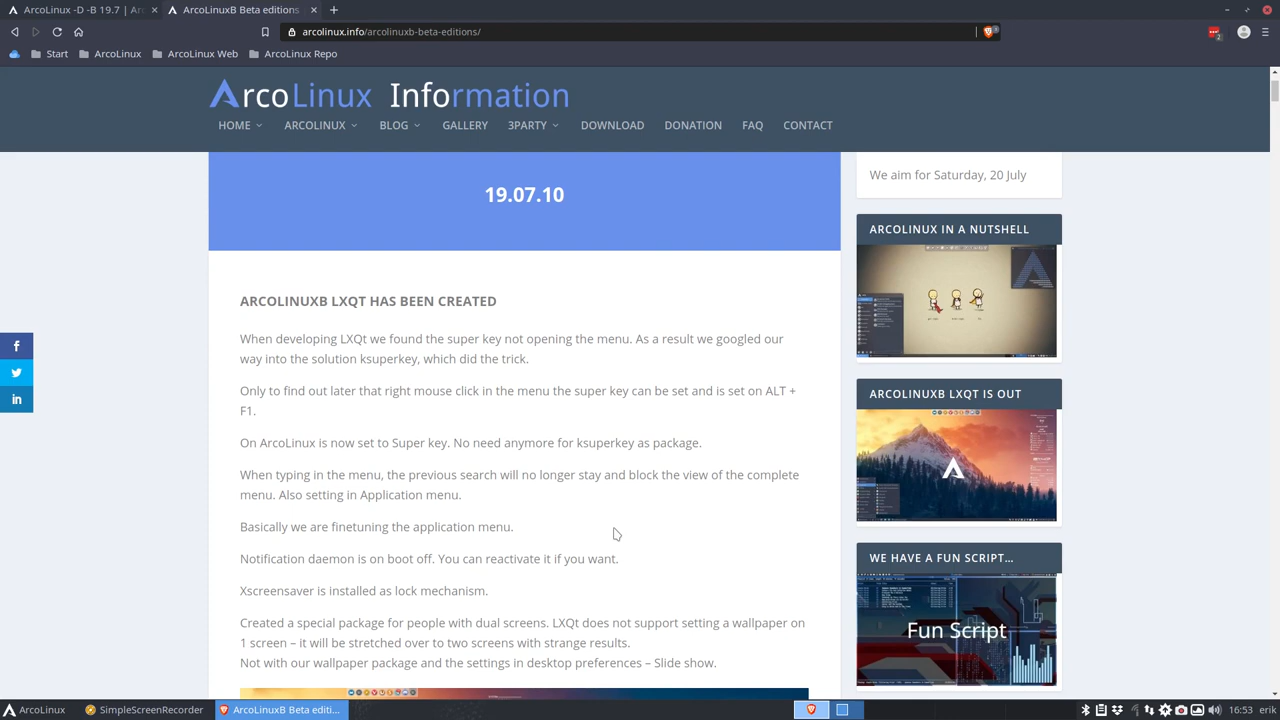 ArcoLinux -D -B 19.7 | Arc
ArcoLinuxB Beta editions
arcolinux.info/arcolinuxb-beta-editions/
Start
ArcoLinux
ArcoLinux Web
ArcoLinux Repo
ArcoLinux Information
HOME
ARCOLINUX
BLOG
GALLERY
3PARTY
DOWNLOAD
DONATION
FAQ
CONTACT
19.07.10
ARCOLINUXB LXQT HAS BEEN CREATED
When developing LXQt we found the super key not opening the menu. As a result we googled our
way into the solution ksuperkey, which did the trick.
Only to find out later that right mouse click in the menu the super key can be set and is set on ALT +
F1.
On ArcoLinux is now set to Super key. No need anymore for ksuperkey as package.
When typing in the menu, the previous search will no longer stay and block the view of the complete
menu. Also setting in Application menu.
Basically we are finetuning the application menu.
Notification daemon is on boot off. You can reactivate it if you want.
Xscreensaver is installed as lock mechanism.
Created a special package for people with dual screens. LXQt does not support setting a wallpaper on
1 screen – it will be stretched over to two screens with strange results.
Not with our wallpaper package and the settings in desktop preferences – Slide show.
We aim for Saturday, 20 July
ARCOLINUX IN A NUTSHELL
ARCOLINUXB LXQT IS OUT
WE HAVE A FUN SCRIPT…
Fun Script
ArcoLinux
SimpleScreenRecorder
ArcoLinuxB Beta editi...
16:53
erik